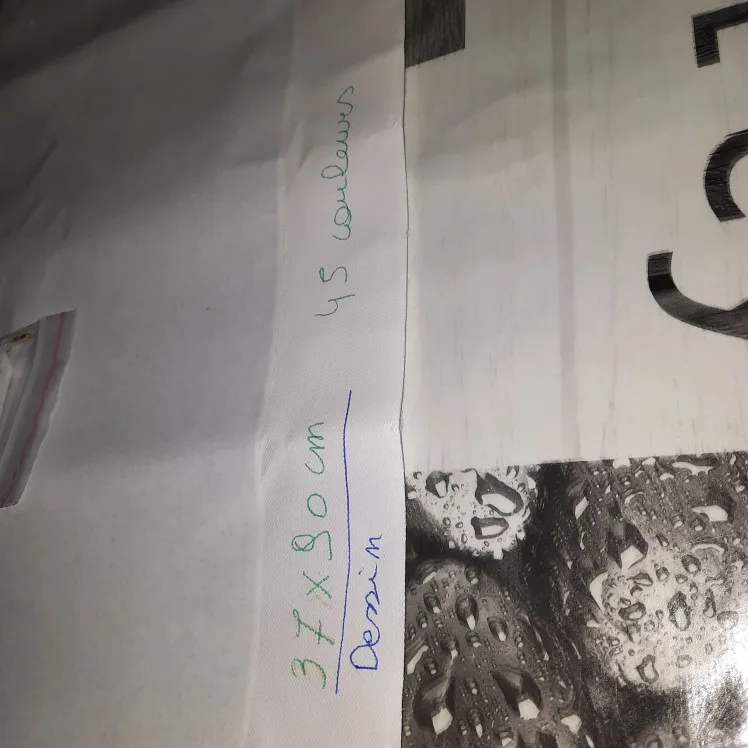 37 x 90 cm 45 couleurs
Dessin